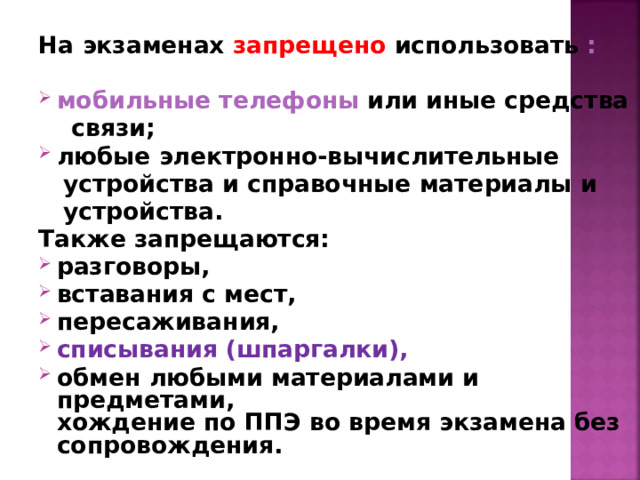 На экзаменах запрещено использовать :
мобильные телефоны или иные средства
связи;
любые электронно-вычислительные
устройства и справочные материалы и
устройства.
Также запрещаются:
разговоры,
вставания с мест,
пересаживания,
списывания (шпаргалки),
обмен любыми материалами и
предметами,
хождение по ППЭ во время экзамена без
сопровождения.